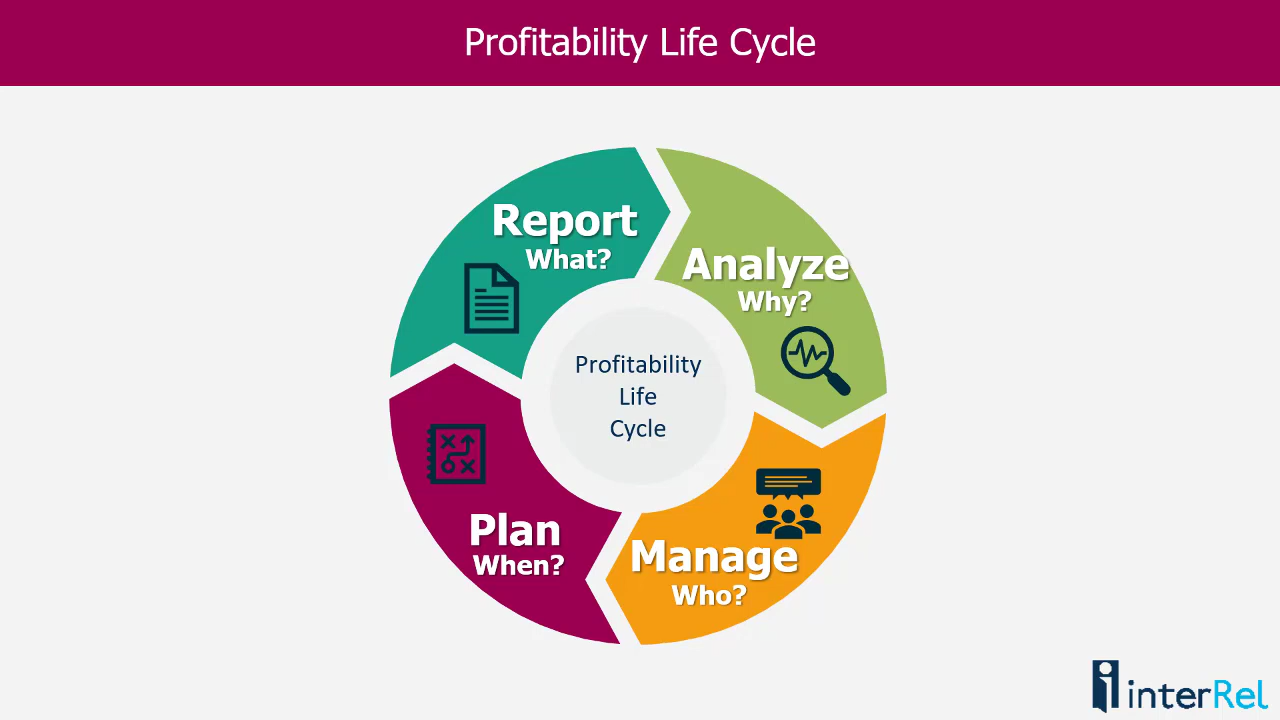 Profitability Life Cycle
Report
What?
Analyze
Why?
Profitability
Life
Cycle
Plan
When?
Manage
Who?
interRel